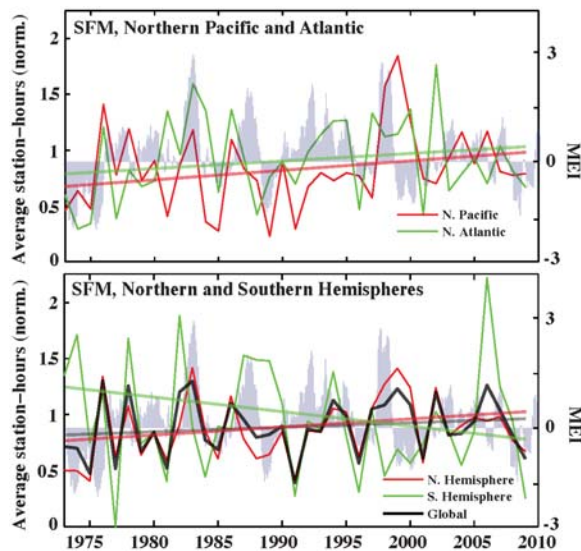 SFM, Northern Pacific and Atlantic
Average station-hours (norm.)
2
1.5
1
0.5
0
3
0
-3
MEI
N. Pacific
N. Atlantic
SFM, Northern and Southern Hemispheres
Average station-hours (norm.)
2
1.5
1
0.5
0
3
0
-3
MEI
N. Hemisphere
S. Hemisphere
Global
1975 1980 1985 1990 1995 2000 2005 2010